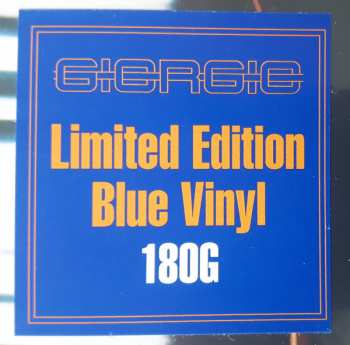 GIORGIO
Limited Edition
Blue Vinyl
180G